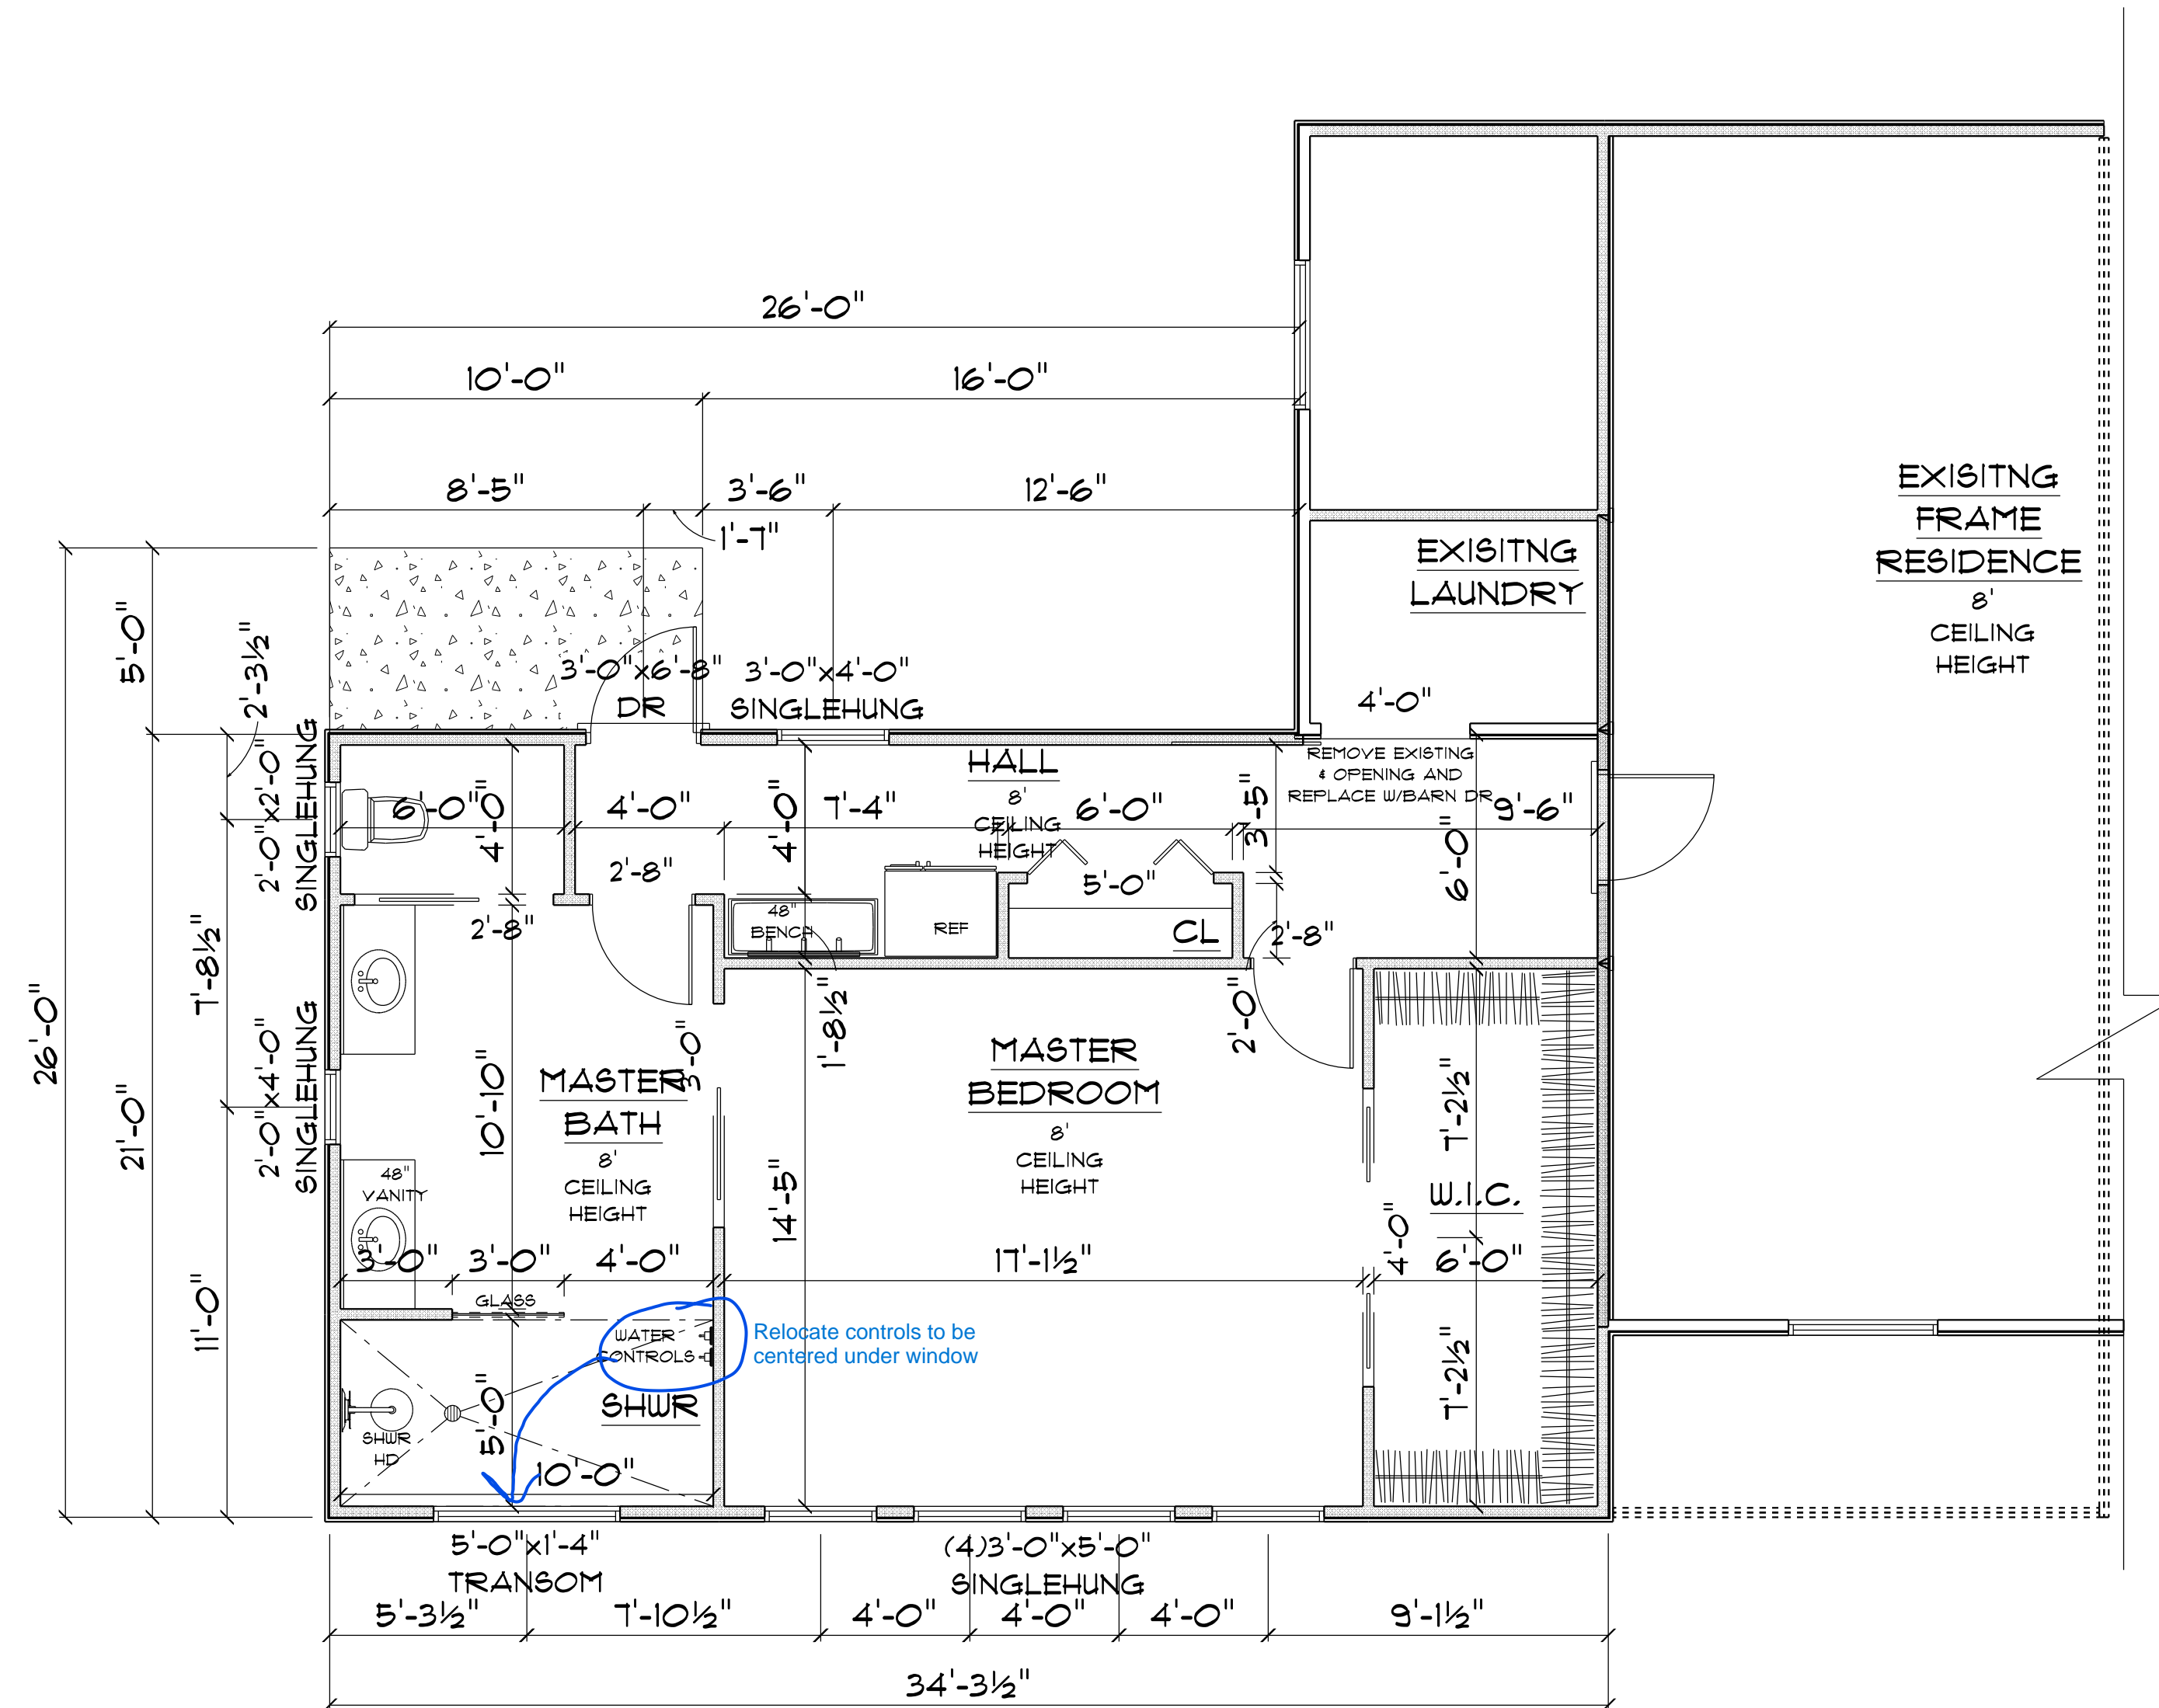 26'-0"
10'-0"
16'-0"
8'-5"
3'-6"
12'-6"
1'-7"
EXISITNG
FRAME
RESIDENCE
8'
CEILING
HEIGHT
EXISITNG
LAUNDRY
5'-0"
2'-3½"
3'-0"x6'-8"
DR
3'-0"x4'-0"
SINGLEHUNG
4'-0"
REMOVE EXISTING
& OPENING AND
REPLACE W/BARN DR
HALL
8'
CEILING
HEIGHT
2'-0"x2'-0"
SINGLEHUNG
6'-0"
4'-0"
4'-0"
4'-0"
7'-4"
6'-0"
3'-5"
9'-6"
6'-0"
2'-8"
5'-0"
2'-8"
48"
BENCH
REF
CL
2'-8"
7'-8½"
26'-0"
21'-0"
2'-0"x4'-0"
SINGLEHUNG
10'-10"
MASTER
BATH
8'
CEILING
HEIGHT
3'-0"
1'-8½"
2'-0"
MASTER
BEDROOM
8'
CEILING
HEIGHT
7'-2½"
48"
VANITY
14'-5"
W.I.C.
4'-0"
3'-0"
3'-0"
4'-0"
17'-1½"
6'-0"
11'-0"
GLASS
WATER
CONTROLS
Relocate controls to be
centered under window
SHWR
5'-0"
7'-2½"
SHWR
HD
10'-0"
5'-0"x1'-4"
TRANSOM
(4)3'-0"x5'-0"
SINGLEHUNG
5'-3½"
7'-10½"
4'-0"
4'-0"
4'-0"
9'-1½"
34'-3½"